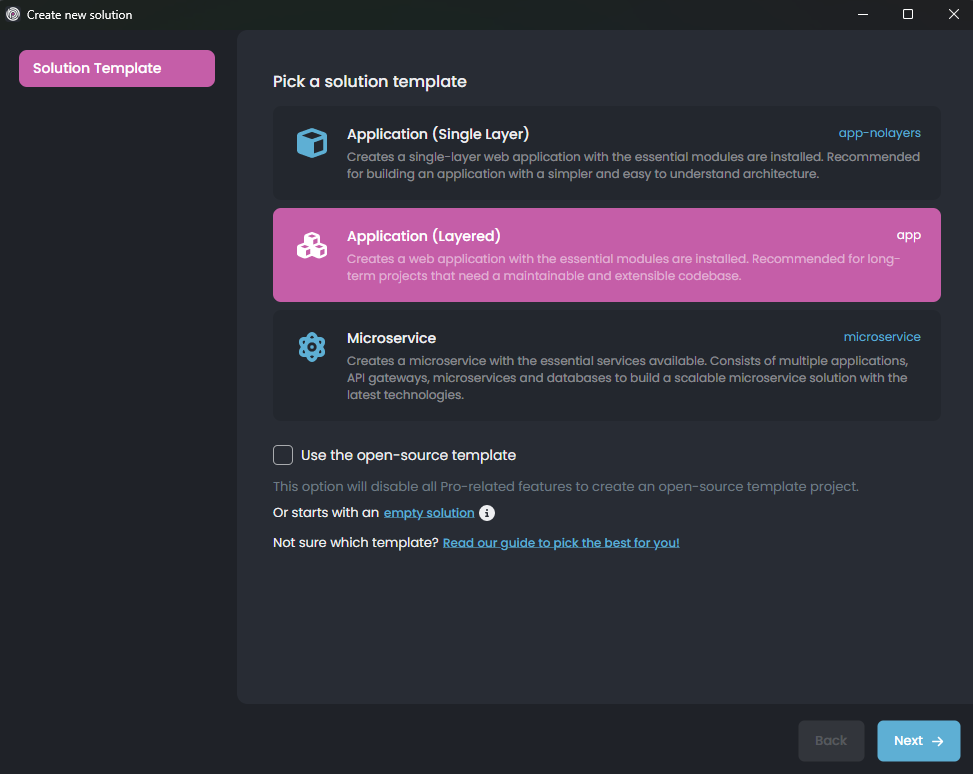 Create new solution
Solution Template
Pick a solution template
Application (Single Layer)
app-nolayers
Creates a single-layer web application with the essential modules are installed. Recommended
for building an application with a simpler and easy to understand architecture.
Application (Layered)
app
Creates a web application with the essential modules are installed. Recommended for long-
term projects that need a maintainable and extensible codebase.
Microservice
microservice
Creates a microservice with the essential services available. Consists of multiple applications,
API gateways, microservices and databases to build a scalable microservice solution with the
latest technologies.
Use the open-source template
This option will disable all Pro-related features to create an open-source template project.
Or starts with an empty solution
Not sure which template? Read our guide to pick the best for you!
Back
Next